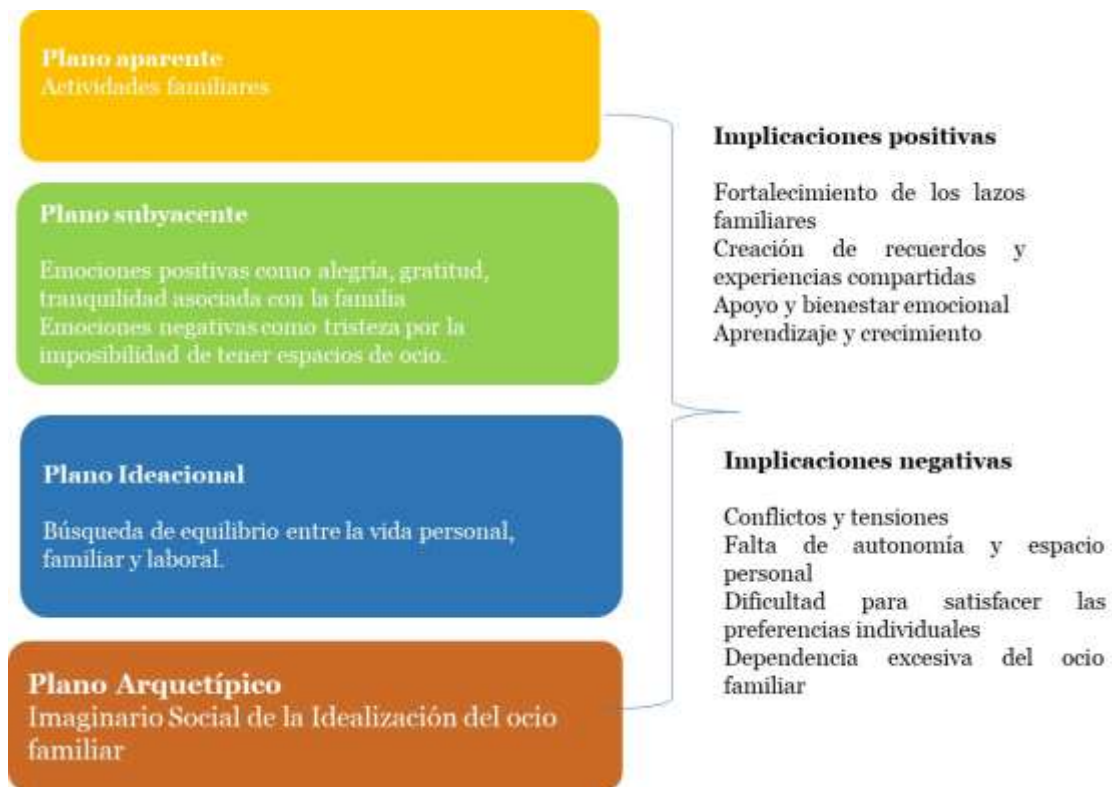 Plano aparente
Actividades familiares
Plano subyacente
Emociones positivas como alegría, gratitud,
tranquilidad asociada con la familia
Emociones negativas como tristeza por la
imposibilidad de tener espacios de ocio.
Plano Ideacional
Búsqueda de equilibrio entre la vida personal,
familiar y laboral.
Plano Arquetípico
Imaginario Social de la Idealización del ocio
familiar
Implicaciones positivas
Fortalecimiento de los lazos
familiares
Creación de recuerdos y
experiencias compartidas
Apoyo y bienestar emocional
Aprendizaje y crecimiento
Implicaciones negativas
Conflictos y tensiones
Falta de autonomía y espacio
personal
Dificultad para satisfacer las
preferencias individuales
Dependencia excesiva del ocio
familiar